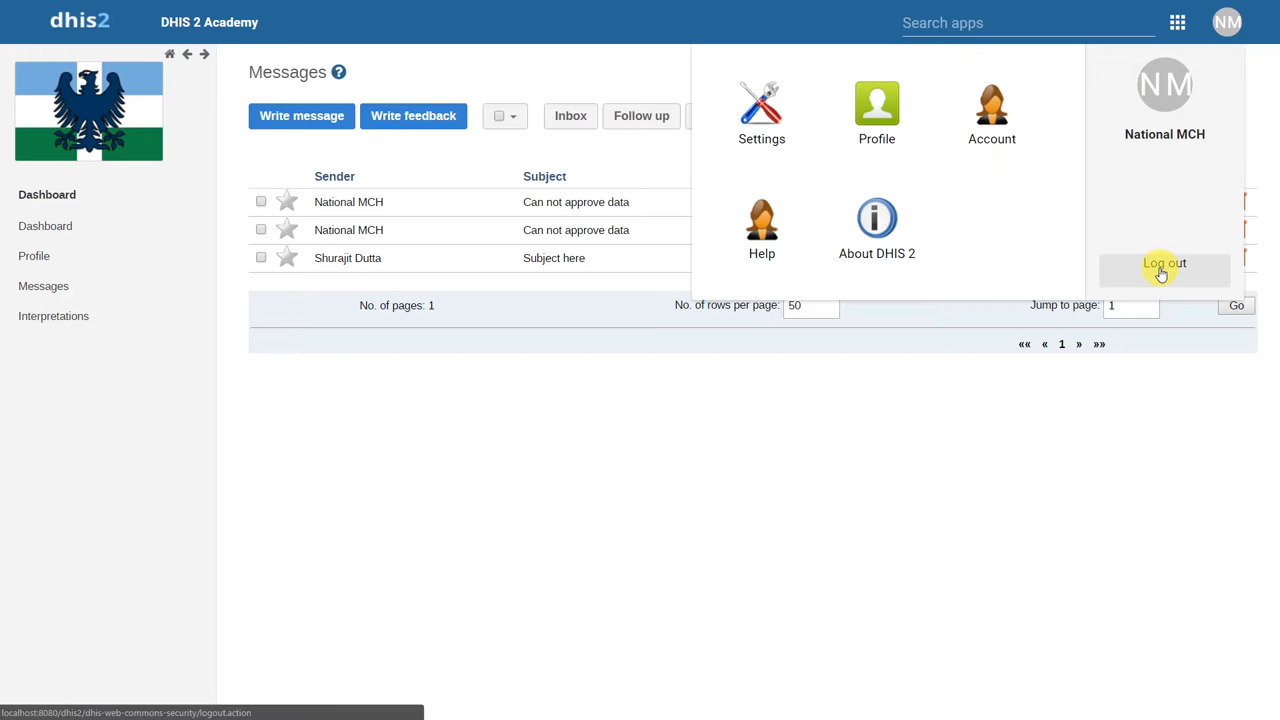 dhis2 DHIS 2 Academy Search apps NM
Messages ?
Write message Write feedback Inbox Follow up
Settings Profile Account
NM
National MCH
Help About DHIS 2
Log out
Dashboard
Dashboard
Profile
Messages
Interpretations
Sender Subject
National MCH Can not approve data
National MCH Can not approve data
Shurajit Dutta Subject here
No. of pages: 1 No. of rows per page: 50 Jump to page: 1 Go
«« « 1 » »»
localhost:8080/dhis2/dhis-web-commons-security/logout.action